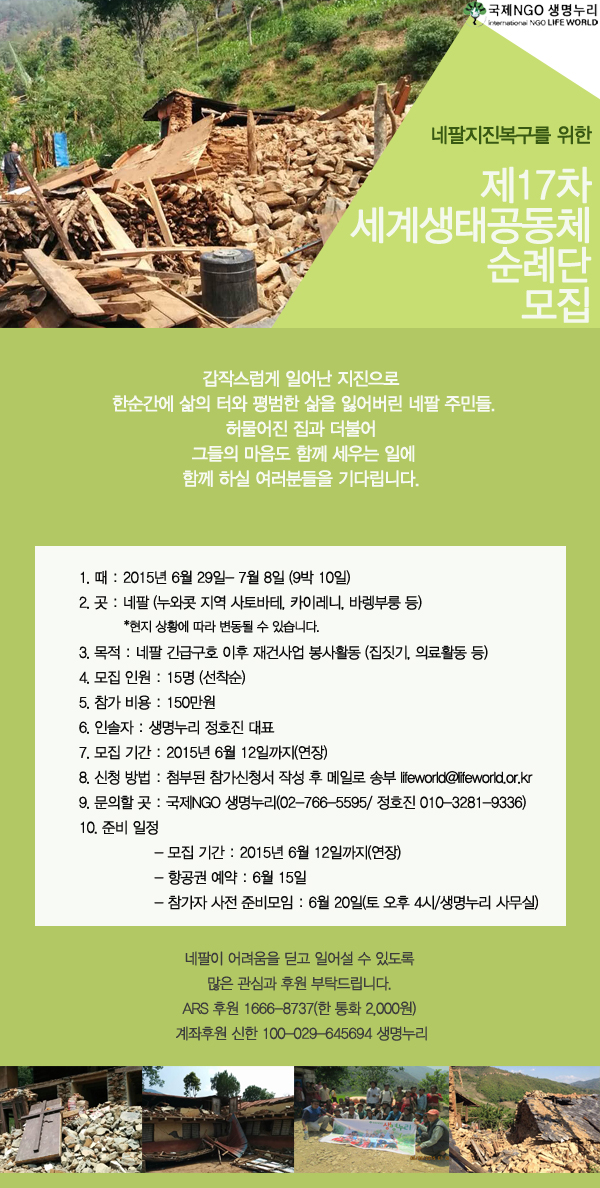 국제NGO 생명누리
International NGO LIFE WORLD
네팔지진복구를 위한
제17차
세계생태공동체
순례단
모집
갑작스럽게 일어난 지진으로
한순간에 삶의 터와 평범한 삶을 잃어버린 네팔 주민들.
허물어진 집과 더불어
그들의 마음도 함께 세우는 일에
함께 하실 여러분들을 기다립니다.
1. 때 : 2015년 6월 29일- 7월 8일 (9박 10일)
2. 곳 : 네팔 (누와콧 지역 사토바테, 카이레니, 바렝부룽 등)
*현지 상황에 따라 변동될 수 있습니다.
3. 목적 : 네팔 긴급구호 이후 재건사업 봉사활동 (집짓기, 의료활동 등)
4. 모집 인원 : 15명 (선착순)
5. 참가 비용 : 150만원
6. 인솔자 : 생명누리 정호진 대표
7. 모집 기간 : 2015년 6월 12일까지(연장)
8. 신청 방법 : 첨부된 참가신청서 작성 후 메일로 송부 lifeworld@lifeworld.or.kr
9. 문의할 곳 : 국제NGO 생명누리(02-766-5595/ 정호진 010-3281-9336)
10. 준비 일정
- 모집 기간 : 2015년 6월 12일까지(연장)
- 항공권 예약 : 6월 15일
- 참가자 사전 준비모임 : 6월 20일(토 오후 4시/생명누리 사무실)
네팔이 어려움을 딛고 일어설 수 있도록
많은 관심과 후원 부탁드립니다.
ARS 후원 1666-8737(한 통화 2,000원)
계좌후원 신한 100-029-645694 생명누리
생명누리